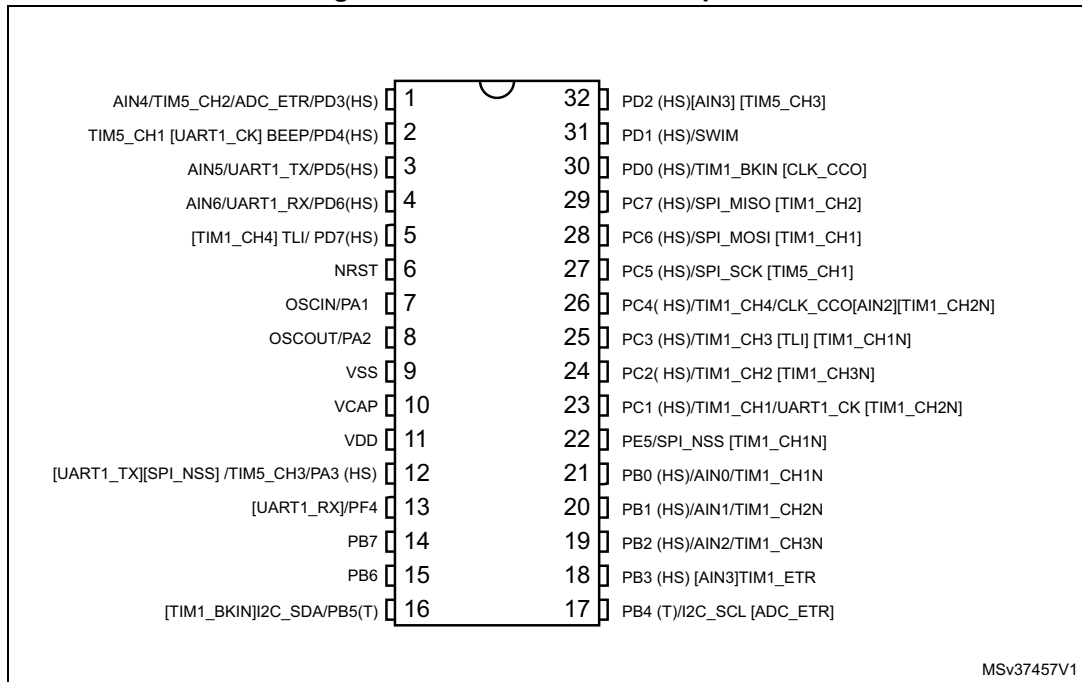 AIN4/TIM5_CH2/ADC_ETR/PD3(HS) 1 32 PD2 (HS)[AIN3] [TIM5_CH3]
TIM5_CH1 [UART1_CK] BEEP/PD4(HS) 2 31 PD1 (HS)/SWIM
AIN5/UART1_TX/PD5(HS) 3 30 PD0 (HS)/TIM1_BKIN [CLK_CCO]
AIN6/UART1_RX/PD6(HS) 4 29 PC7 (HS)/SPI_MISO [TIM1_CH2]
[TIM1_CH4] TLI/ PD7(HS) 5 28 PC6 (HS)/SPI_MOSI [TIM1_CH1]
NRST 6 27 PC5 (HS)/SPI_SCK [TIM5_CH1]
OSCIN/PA1 7 26 PC4( HS)/TIM1_CH4/CLK_CCO[AIN2][TIM1_CH2N]
OSCOUT/PA2 8 25 PC3 (HS)/TIM1_CH3 [TLI] [TIM1_CH1N]
VSS 9 24 PC2( HS)/TIM1_CH2 [TIM1_CH3N]
VCAP 10 23 PC1 (HS)/TIM1_CH1/UART1_CK [TIM1_CH2N]
VDD 11 22 PE5/SPI_NSS [TIM1_CH1N]
[UART1_TX][SPI_NSS] /TIM5_CH3/PA3 (HS) 12 21 PB0 (HS)/AIN0/TIM1_CH1N
[UART1_RX]/PF4 13 20 PB1 (HS)/AIN1/TIM1_CH2N
PB7 14 19 PB2 (HS)/AIN2/TIM1_CH3N
PB6 15 18 PB3 (HS) [AIN3]TIM1_ETR
[TIM1_BKIN]I2C_SDA/PB5(T) 16 17 PB4 (T)/I2C_SCL [ADC_ETR]
MSv37457V1